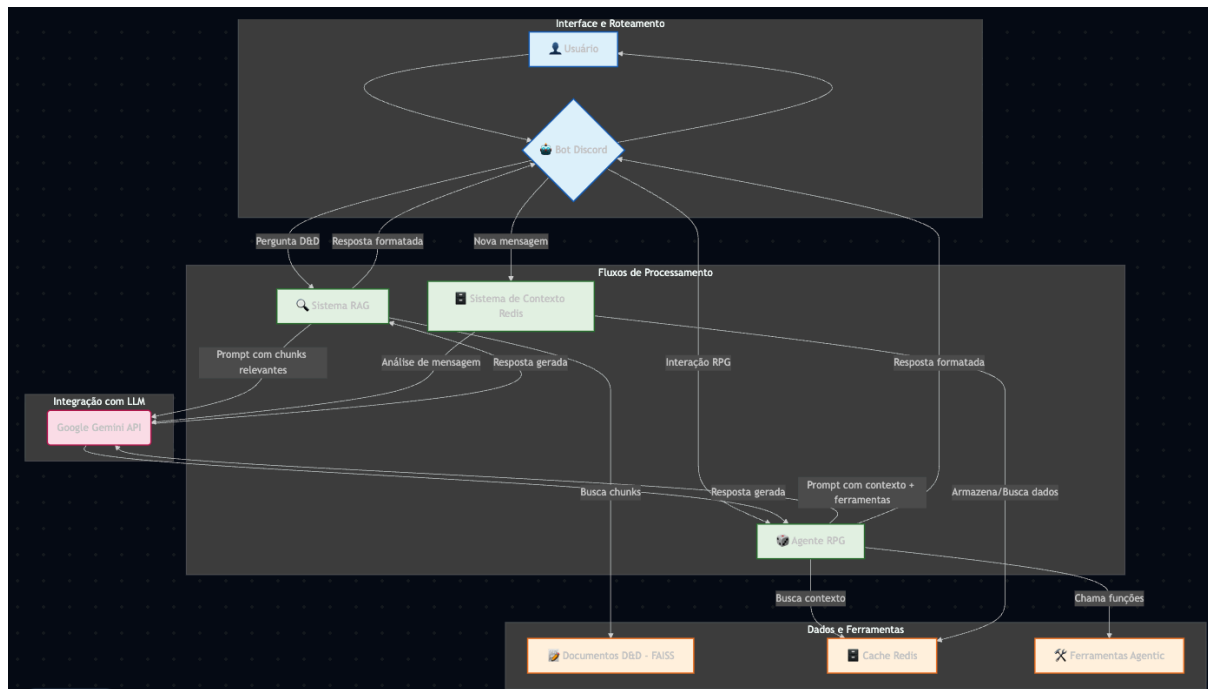 Interface e Roteamento
Usuário
Bot Discord
Pergunta D&D
Resposta formatada
Nova mensagem
Fluxos de Processamento
Sistema RAG
Sistema de Contexto
Redis
Prompt com chunks
relevantes
Análise de mensagem
Resposta gerada
Interação RPG
Resposta formatada
Integração com LLM
Google Gemini API
Busca chunks
Resposta gerada
Prompt com contexto +
ferramentas
Armazena/Busca dados
Agente RPG
Busca contexto
Chama funções
Dados e Ferramentas
Documentos D&D - FAISS
Cache Redis
Ferramentas Agentic